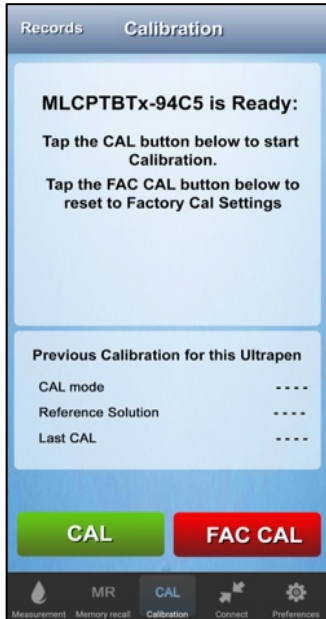 Records Calibration
MLCPTBTx-94C5 is Ready:
Tap the CAL button below to start
Calibration.
Tap the FAC CAL button below to
reset to Factory Cal Settings
Previous Calibration for this Ultrapen
CAL mode - - - -
Reference Solution - - - -
Last CAL - - - -
CAL FAC CAL
MR CAL
Measurement Memory recall Calibration Connect Preferences